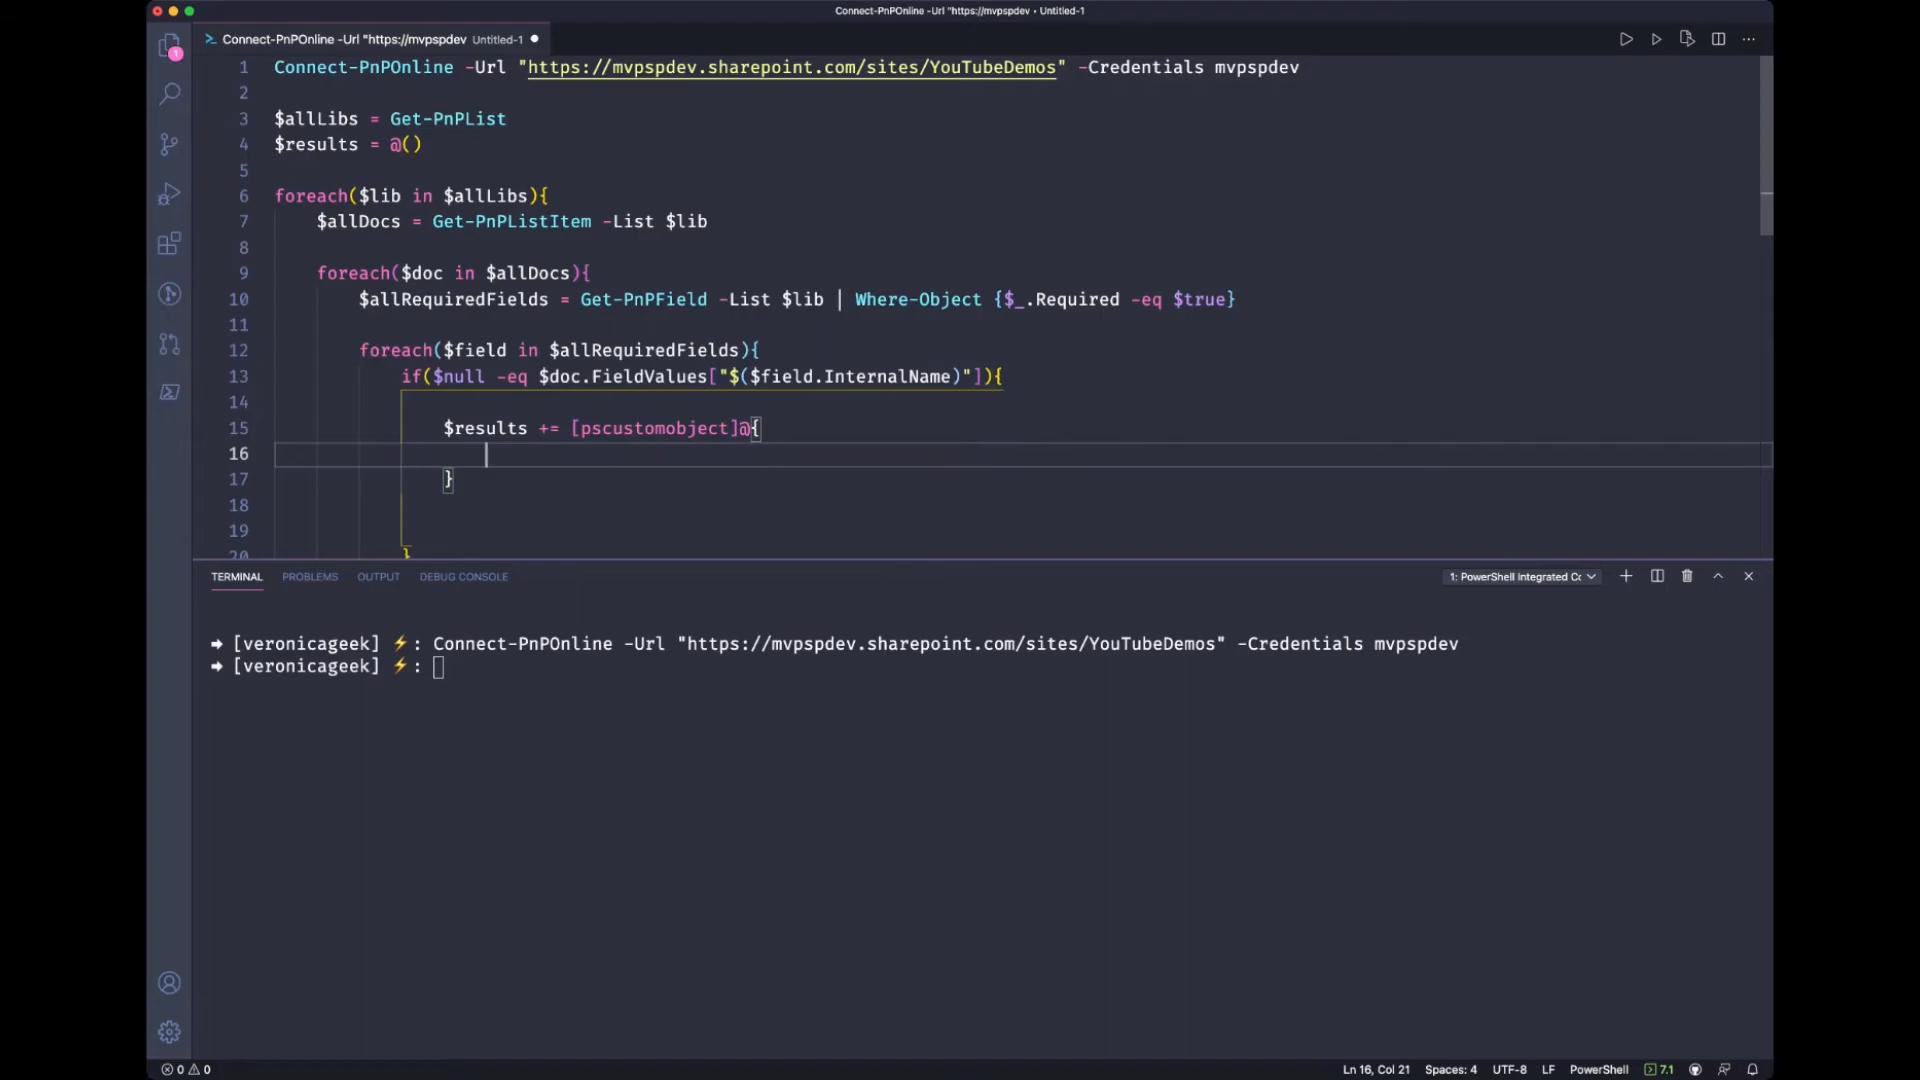 Connect-PnPOnline -Url "https://mvpspdev • Untitled-1
Connect-PnPOnline -Url "https://mvpspdev Untitled-1
1 Connect-PnPOnline -Url "https://mvpspdev.sharepoint.com/sites/YouTubeDemos" -Credentials mvpspdev
2
3 $allLibs = Get-PnPList
4 $results = @()
5
6 foreach($lib in $allLibs){
7 $allDocs = Get-PnPListItem -List $lib
8
9 foreach($doc in $allDocs){
10 $allRequiredFields = Get-PnPField -List $lib | Where-Object {$_.Required -eq $true}
11
12 foreach($field in $allRequiredFields){
13 if($null -eq $doc.FieldValues["$($field.InternalName)"]){
14
15 $results += [pscustomobject]@{
16
17 }
18
19
20 }
1
TERMINAL PROBLEMS OUTPUT DEBUG CONSOLE 1: PowerShell Integrated Cc
➡ [veronicageek] ⚡: Connect-PnPOnline -Url "https://mvpspdev.sharepoint.com/sites/YouTubeDemos" -Credentials mvpspdev
➡ [veronicageek] ⚡:
0 0 Ln 16, Col 21 Spaces: 4 UTF-8 LF PowerShell 7.1